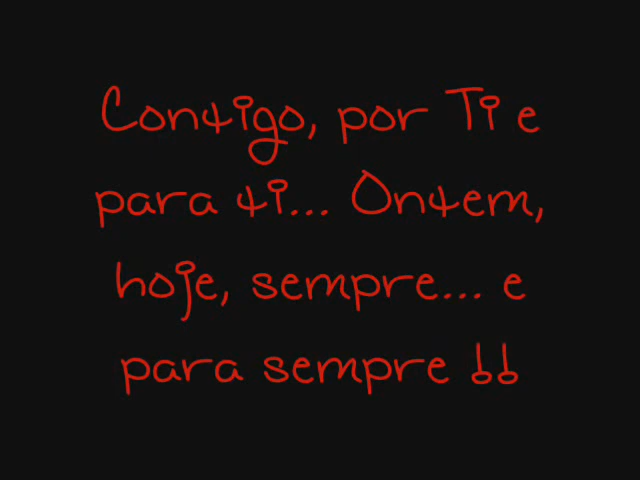 Contigo, por Ti e
para ti... Ontem,
hoje, sempre... e
para sempre !!